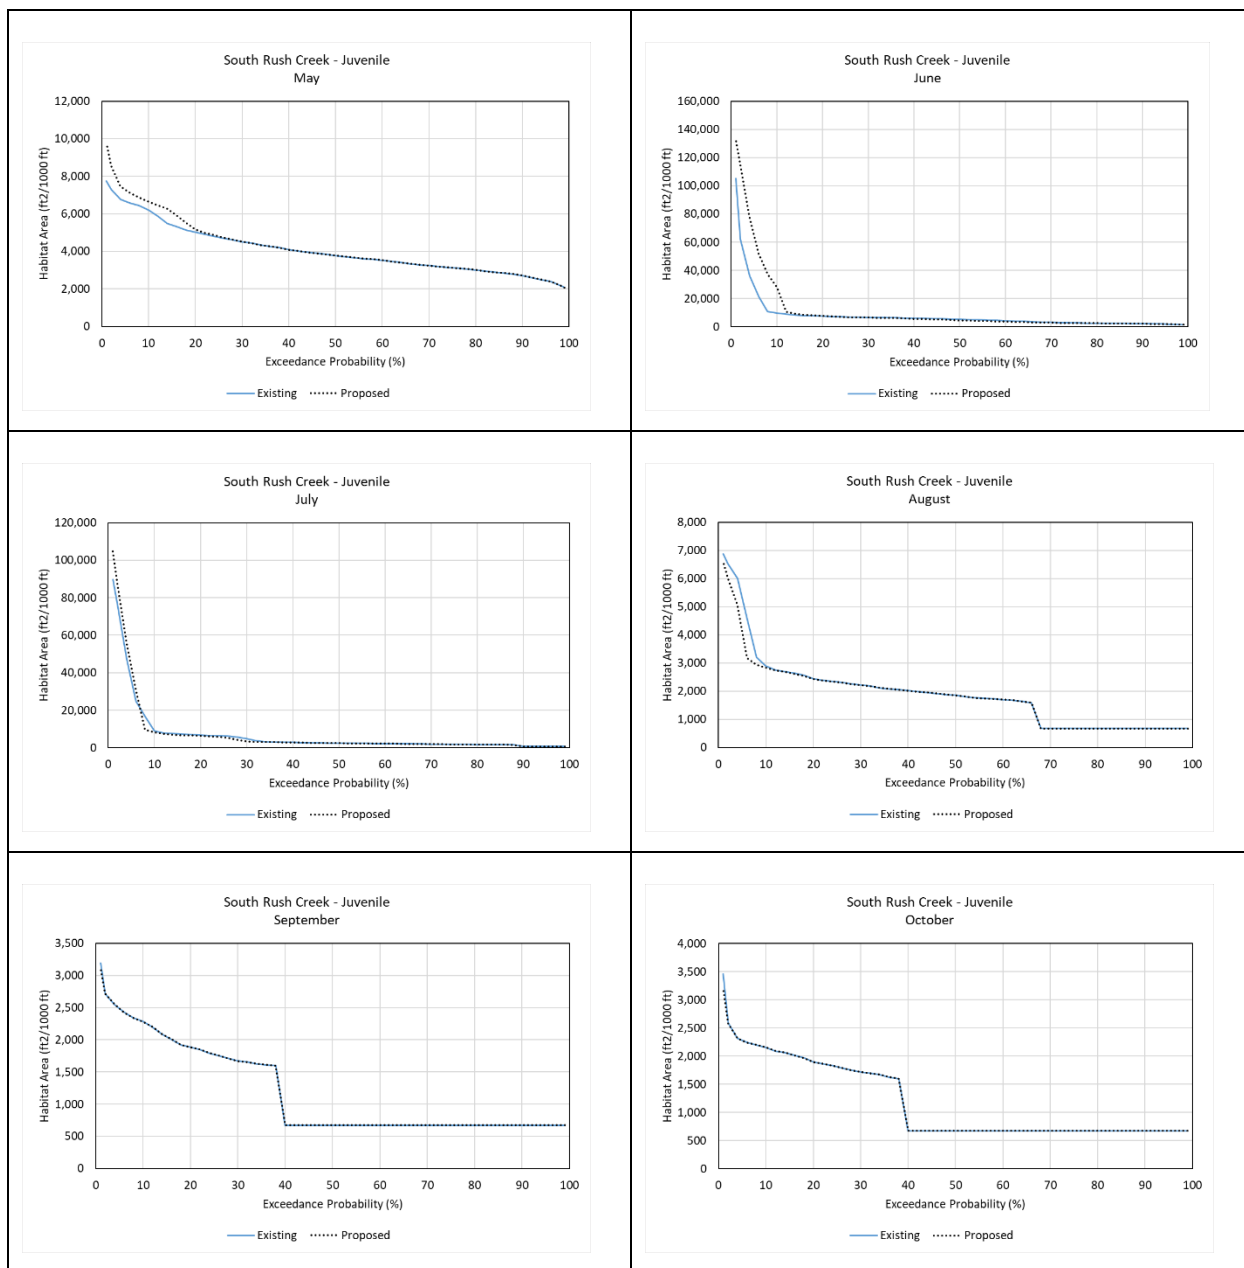 South Rush Creek - Juvenile
May
Habitat Area (ft2/1000 ft)
12,000
10,000
8,000
6,000
4,000
2,000
0
0 10 20 30 40 50 60 70 80 90 100
Exceedance Probability (%)
Existing Proposed
South Rush Creek - Juvenile
June
Habitat Area (ft2/1000 ft)
160,000
140,000
120,000
100,000
80,000
60,000
40,000
20,000
0
0 10 20 30 40 50 60 70 80 90 100
Exceedance Probability (%)
Existing Proposed
South Rush Creek - Juvenile
July
Habitat Area (ft2/1000 ft)
120,000
100,000
80,000
60,000
40,000
20,000
0
0 10 20 30 40 50 60 70 80 90 100
Exceedance Probability (%)
Existing Proposed
South Rush Creek - Juvenile
August
Habitat Area (ft2/1000 ft)
8,000
7,000
6,000
5,000
4,000
3,000
2,000
1,000
0
0 10 20 30 40 50 60 70 80 90 100
Exceedance Probability (%)
Existing Proposed
South Rush Creek - Juvenile
September
Habitat Area (ft2/1000 ft)
3,500
3,000
2,500
2,000
1,500
1,000
500
0
0 10 20 30 40 50 60 70 80 90 100
Exceedance Probability (%)
Existing Proposed
South Rush Creek - Juvenile
October
Habitat Area (ft2/1000 ft)
4,000
3,500
3,000
2,500
2,000
1,500
1,000
500
0
0 10 20 30 40 50 60 70 80 90 100
Exceedance Probability (%)
Existing Proposed